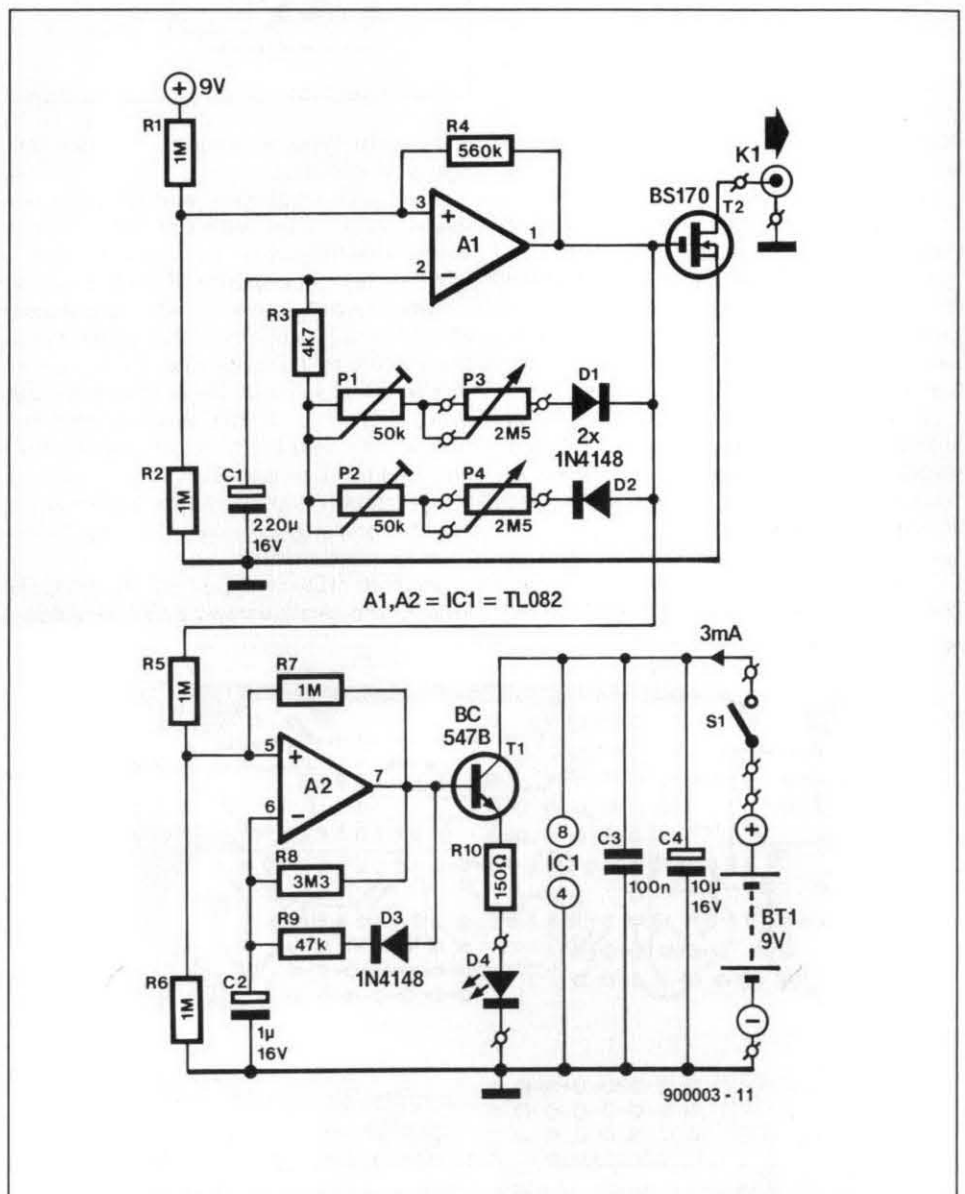 9V
R1
1M
R4
560k
K1
BS170
T2
3
+
A1
1
2
−
R3
4k7
P1
50k
P3
2M5
D1
2x
1N4148
R2
1M
C1
220µ
16V
P2
50k
P4
2M5
D2
A1,A2 = IC1 = TL082
3mA
R5
1M
R7
1M
BC
547B
T1
S1
5
+
A2
7
6
−
R8
3M3
R9
47k
D3
1N4148
R10
150Ω
8
IC1
4
C3
100n
C4
10µ
16V
+
BT1
9V
−
D4
R6
1M
C2
1µ
16V
900003 - 11